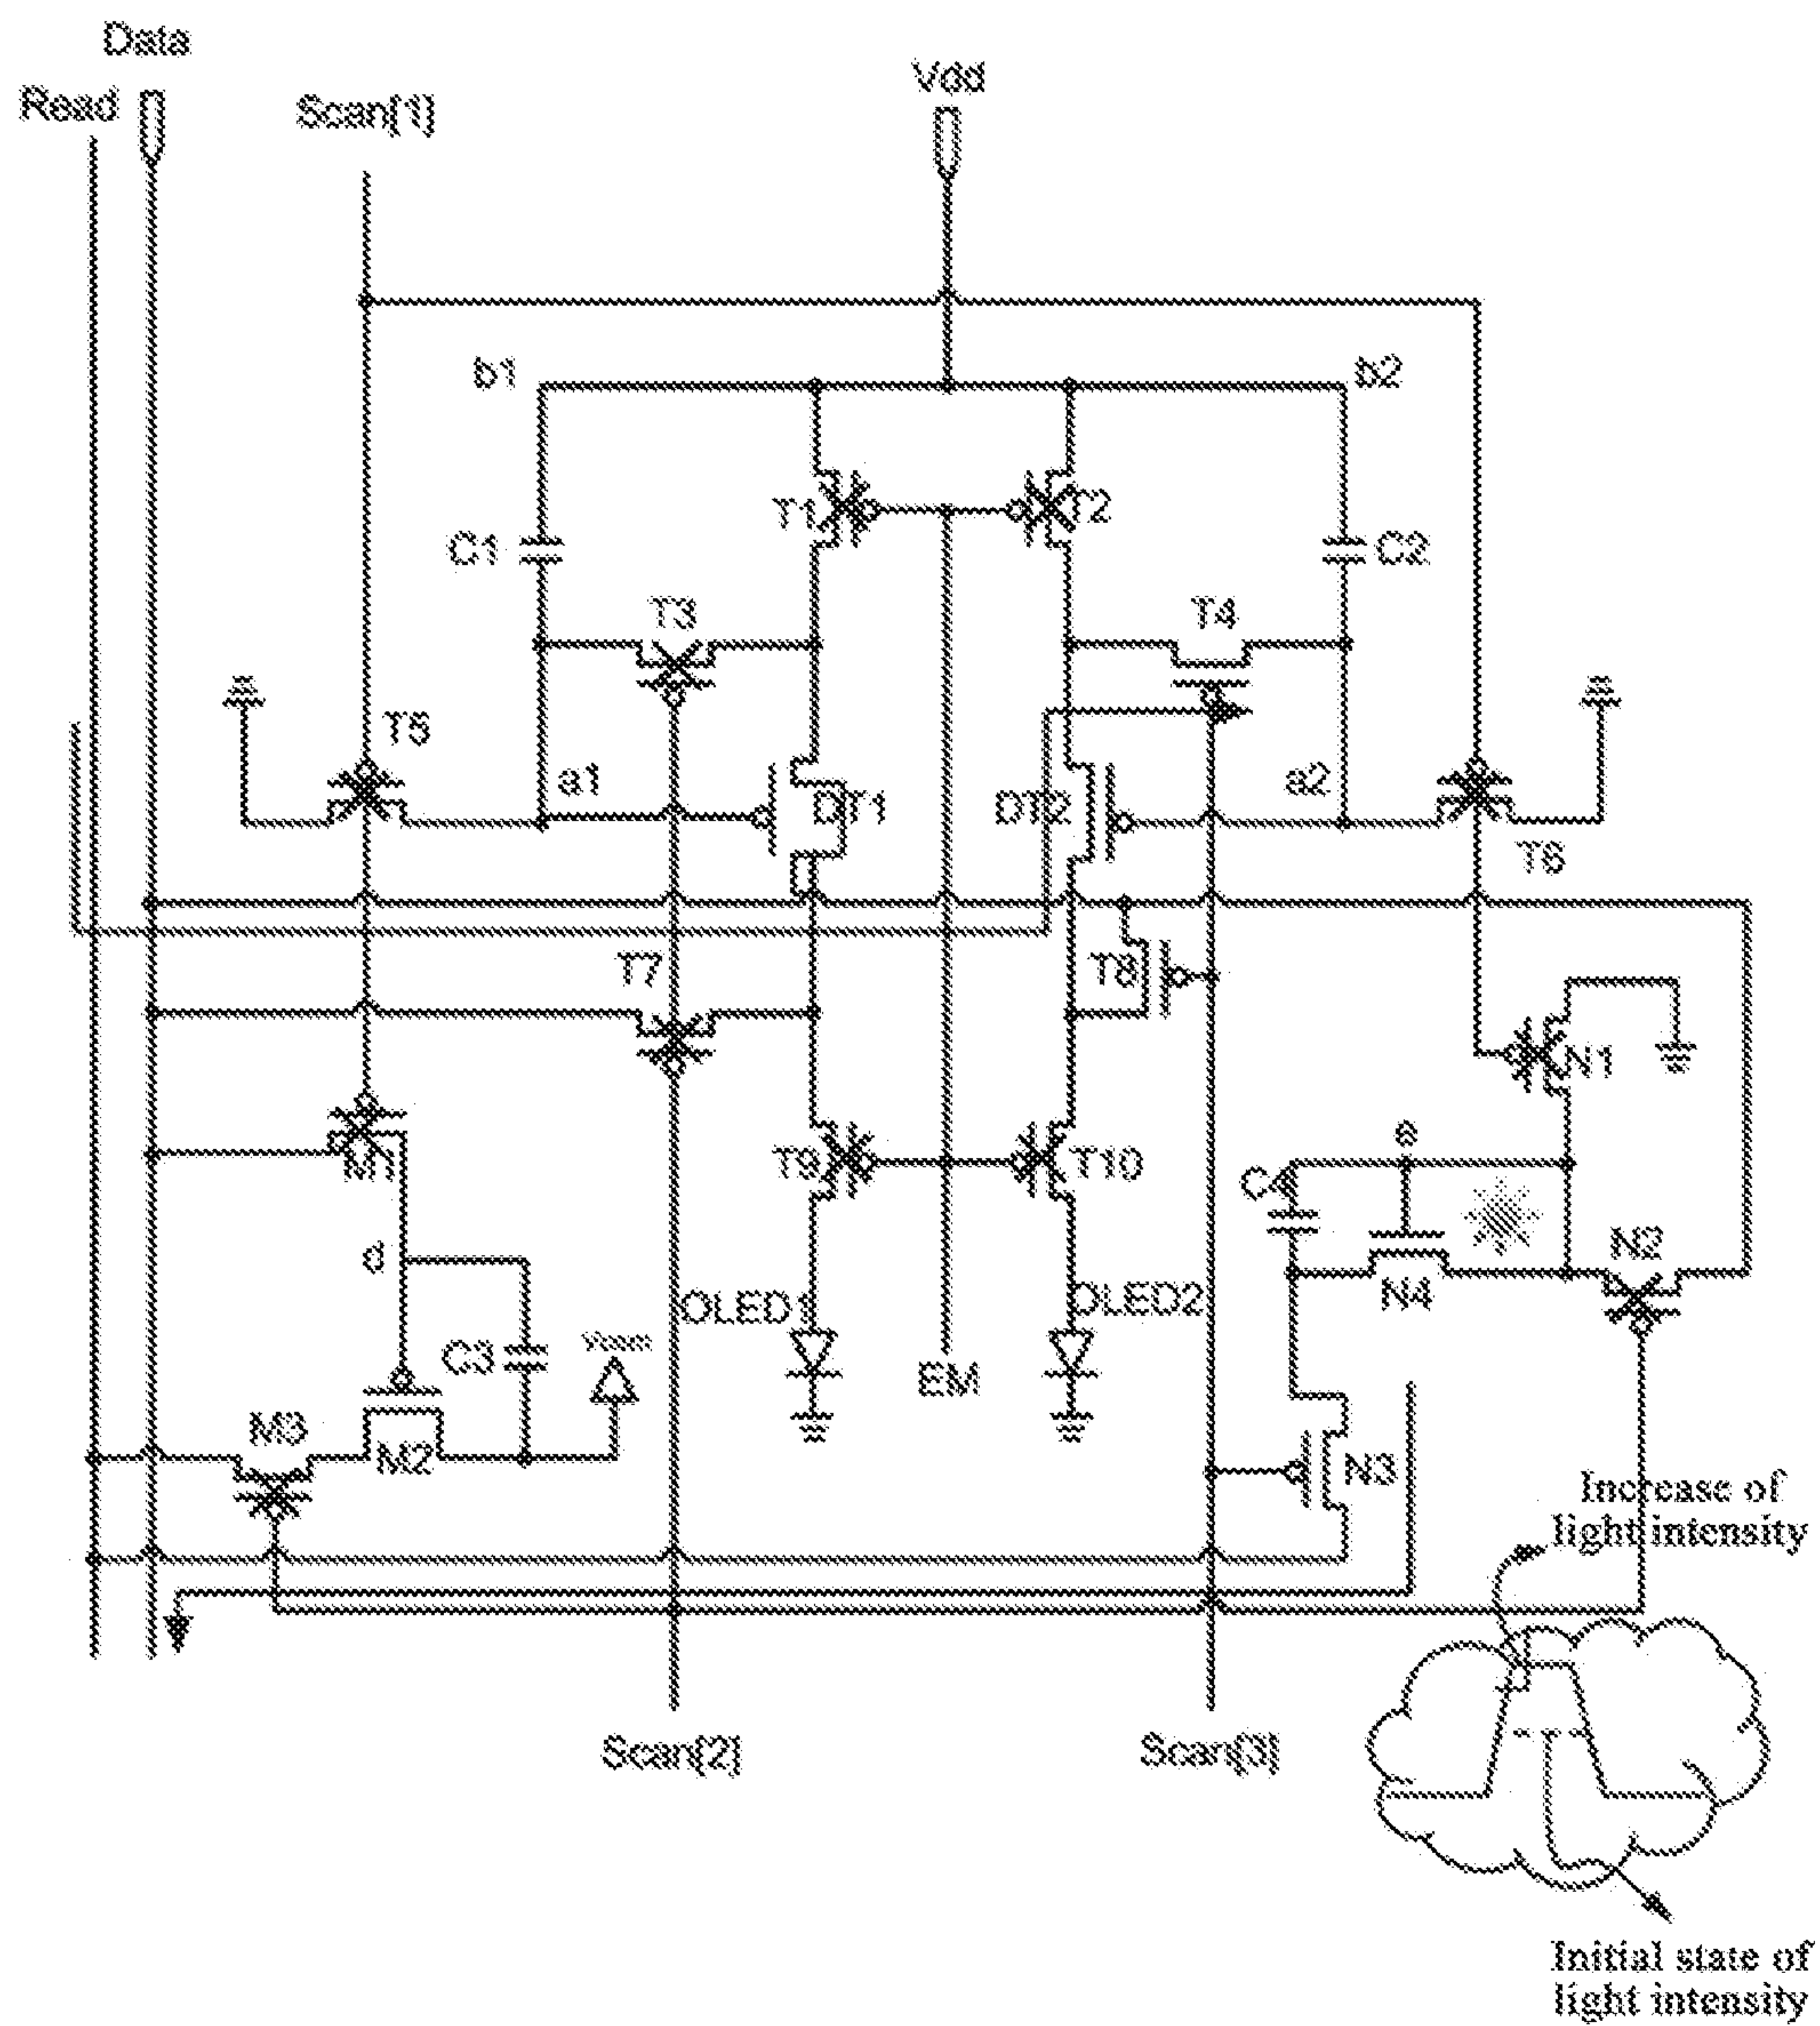 Data
Read
Scan[1]
Vdd
b1
b2
T1
T2
C1
C2
T3
T4
T5
a1
DT1
DT2
a2
T6
T7
T8
N1
M1
T9
T10
e
C4
d
N2
N4
OLED1
OLED2
C3
EM
M3
M2
N3
Increase of
light intensity
Scan[2]
Scan[3]
Initial state of
light intensity